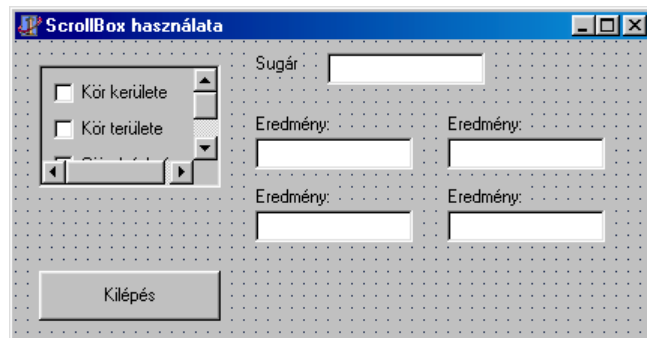 ScrollBox használata
Sugár
Kör kerülete
Kör területe
Eredmény:
Eredmény:
Eredmény:
Eredmény:
Kilépés